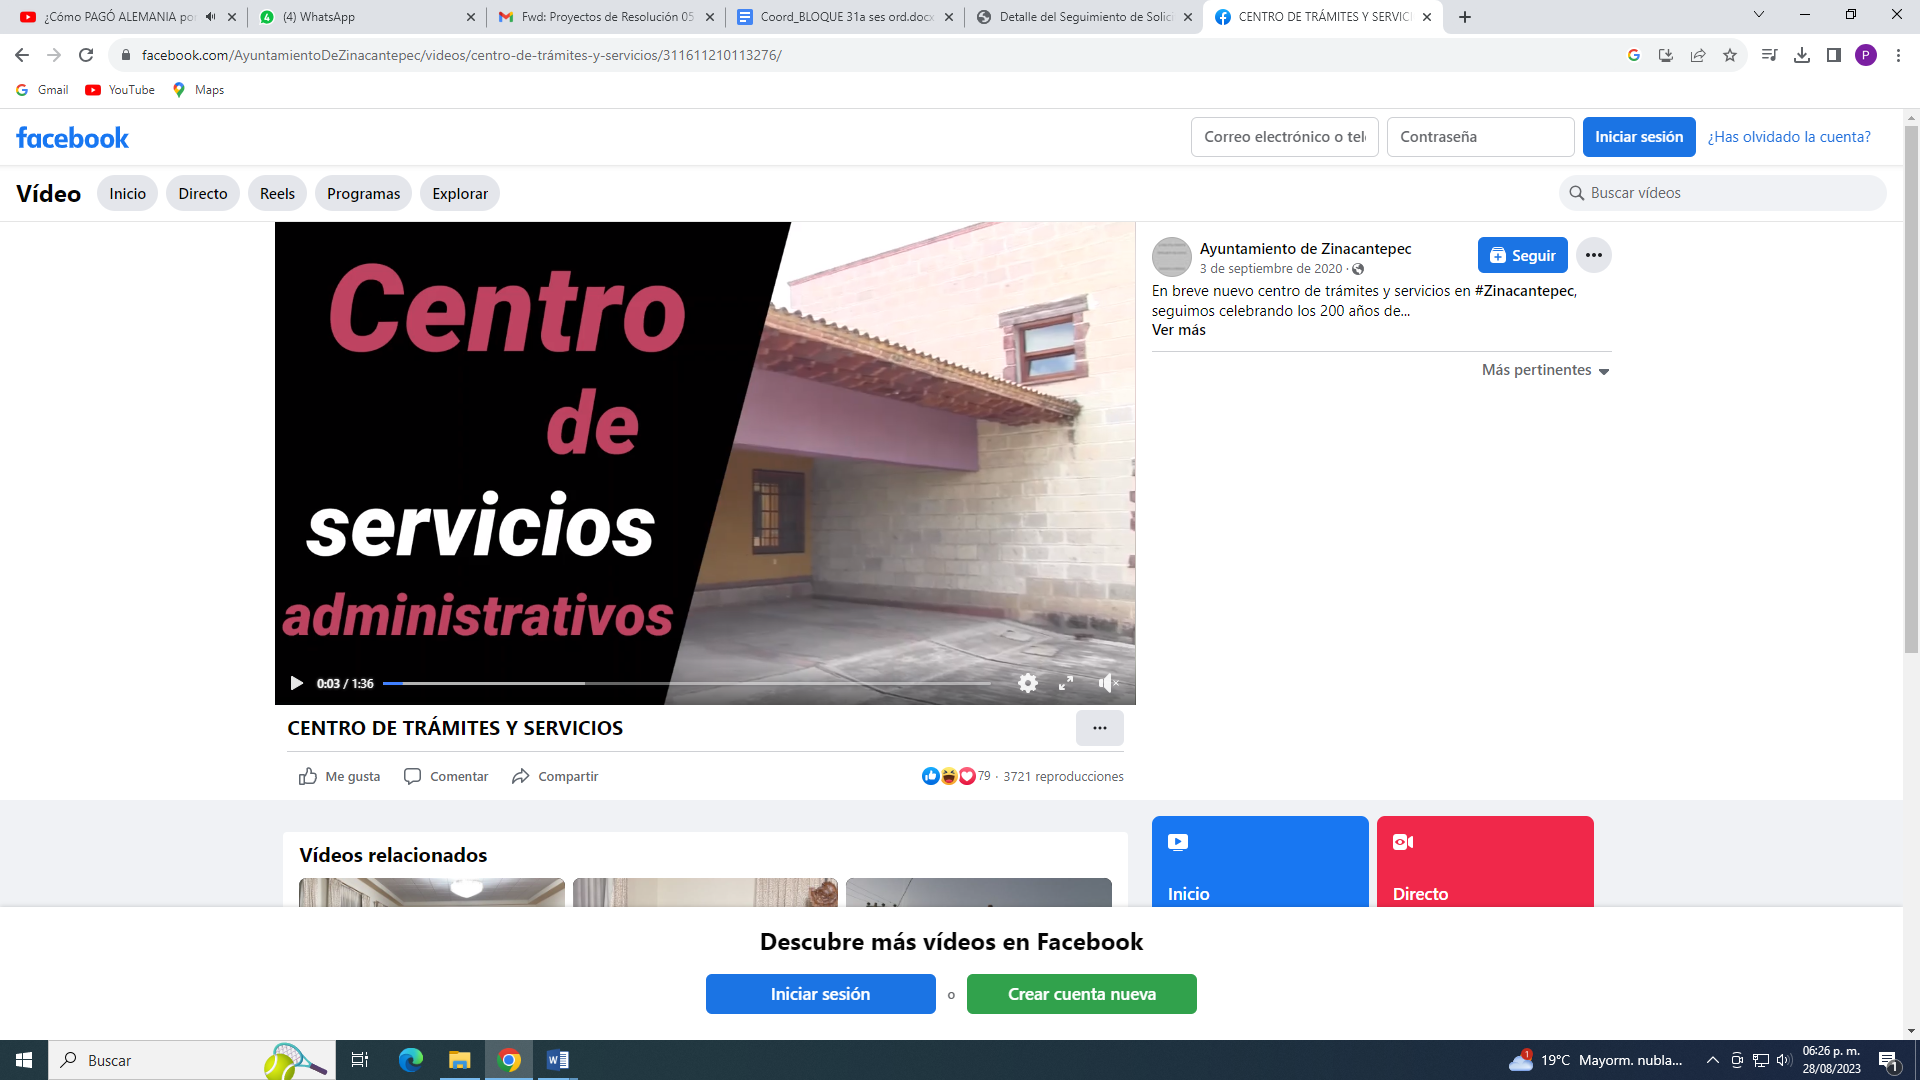 ¿Cómo PAGÓ ALEMANIA po
(4) WhatsApp
Fwd: Proyectos de Resolución 05
Coord_BLOQUE 31a ses ord.docx
Detalle del Seguimiento de Solici
CENTRO DE TRÁMITES Y SERVIC
facebook.com/AyuntamientoDeZinacantepec/videos/centro-de-trámites-y-servicios/311611210113276/
P
Gmail
YouTube
Maps
facebook
Correo electrónico o telé
Contraseña
Iniciar sesión
¿Has olvidado la cuenta?
Vídeo
Inicio
Directo
Reels
Programas
Explorar
Buscar vídeos
Centro
de
servicios
administrativos
0:03 / 1:36
Ayuntamiento de Zinacantepec
3 de septiembre de 2020 ·
Seguir
En breve nuevo centro de trámites y servicios en #Zinacantepec,
seguimos celebrando los 200 años de...
Ver más
Más pertinentes
CENTRO DE TRÁMITES Y SERVICIOS
Me gusta
Comentar
Compartir
79 · 3721 reproducciones
Vídeos relacionados
Inicio
Directo
Descubre más vídeos en Facebook
Iniciar sesión
o
Crear cuenta nueva
Buscar
1
19°C Mayorm. nubla...
06:26 p. m.
28/08/2023
1